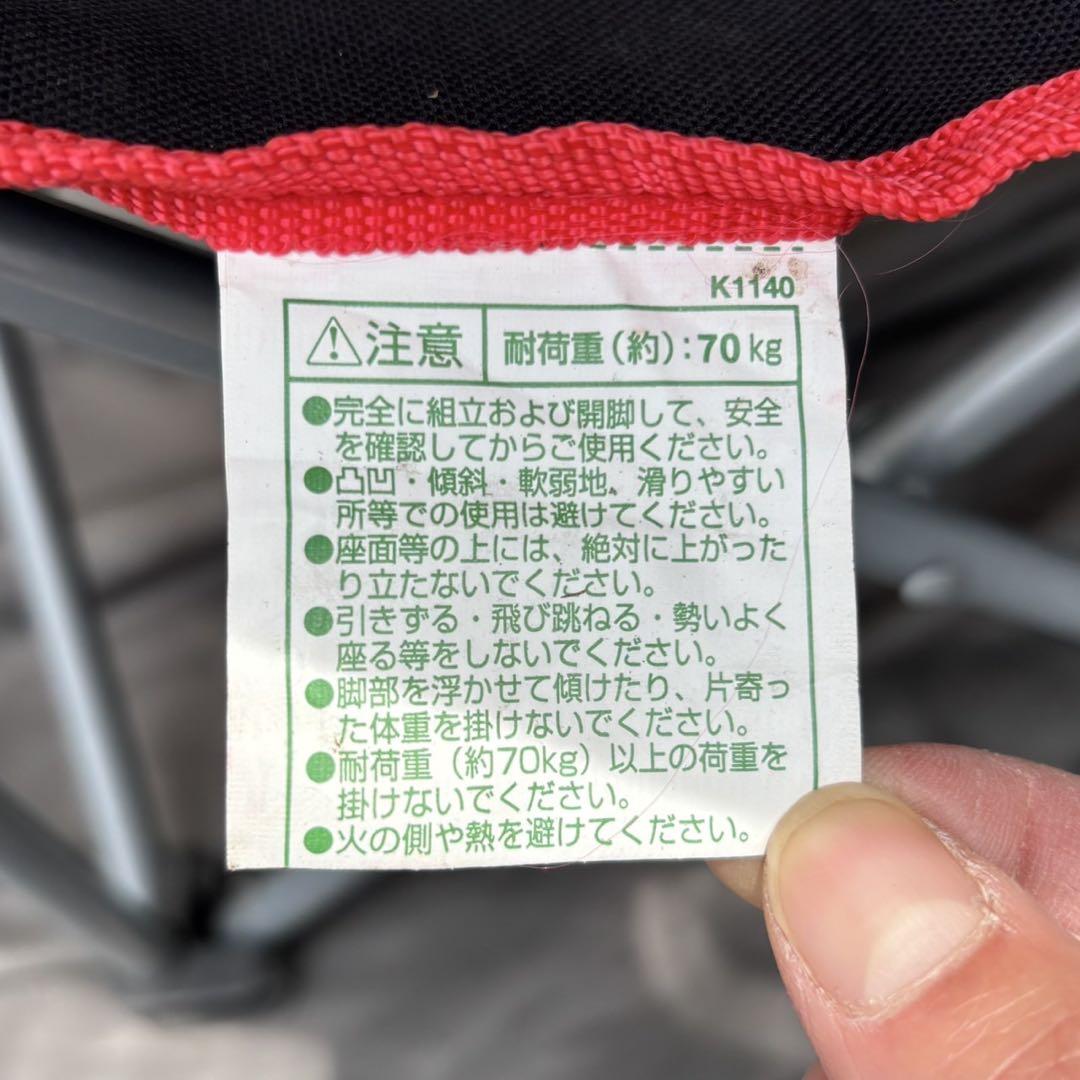 K1140
⚠注意 耐荷重(約):70kg
●完全に組立および開脚して、安全
を確認してからご使用ください。
●凸凹・傾斜・軟弱地、滑りやすい
所等での使用は避けてください。
●座面等の上には、絶対に上がった
り立たないでください。
●引きずる・飛び跳ねる・勢いよく
座る等をしないでください。
●脚部を浮かせて傾けたり、片寄っ
た体重を掛けないでください。
●耐荷重(約70kg)以上の荷重を
掛けないでください。
●火の側や熱を避けてください。